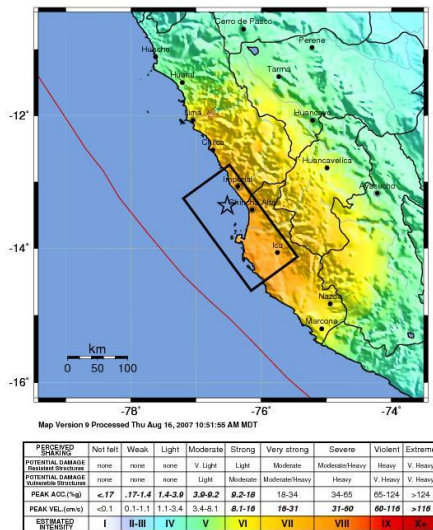 Cerro de Pasco
Huacho
Perene
Huaral
Tarma
-12°
Lima
Huancayo
Chilca
Huancavelica
Imperial
Ayacucho
Chincha Alta
-14°
Ica
Nazca
km
Marcona
0 50 100
-16°
-78° -76° -74°
Map Version 9 Processed Thu Aug 16, 2007 10:51:55 AM MDT
PERCEIVED SHAKING Not felt Weak Light Moderate Strong Very strong Severe Violent Extreme
POTENTIAL DAMAGE Resistant Structures none none none V. Light Light Moderate Moderate/Heavy Heavy V. Heavy
POTENTIAL DAMAGE Vulnerable Structures none none none Light Moderate Moderate/Heavy Heavy V. Heavy V. Heavy
PEAK ACC.(%g) <.17 .17-1.4 1.4-3.9 3.9-9.2 9.2-18 18-34 34-65 65-124 >124
PEAK VEL.(cm/s) <0.1 0.1-1.1 1.1-3.4 3.4-8.1 8.1-16 16-31 31-60 60-116 >116
ESTIMATED INTENSITY I II-III IV V VI VII VIII IX X+